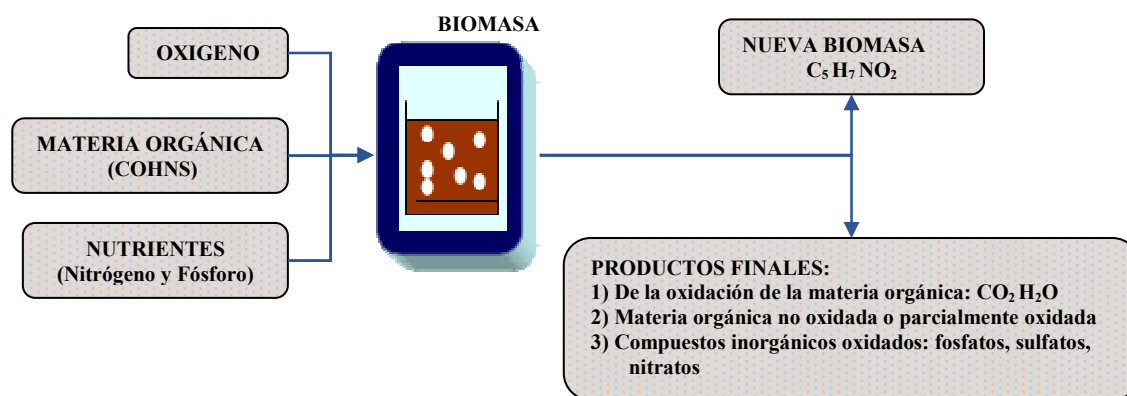 BIOMASA
OXIGENO
MATERIA ORGÁNICA
(COHNS)
NUTRIENTES
(Nitrógeno y Fósforo)
NUEVA BIOMASA
C₅ H₇ NO₂
PRODUCTOS FINALES:
1) De la oxidación de la materia orgánica: CO₂ H₂O
2) Materia orgánica no oxidada o parcialmente oxidada
3) Compuestos inorgánicos oxidados: fosfatos, sulfatos,
nitratos